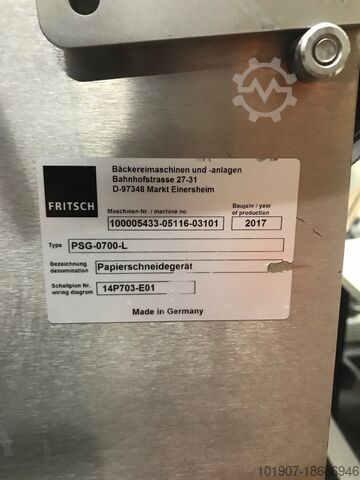 FRITSCH
Bäckereimaschinen und -anlagen
Bahnhofstrasse 27-31
D-97348 Markt Einersheim
Maschinen-Nr. / machine no.
Baujahr / year
of production
100005433-05116-03101
2017
Type
PSG-0700-L
Bezeichnung
denomination
Papierschneidegerät
Schaltplan Nr.
wiring diagram
14P703-E01
Made in Germany
101907-18666946